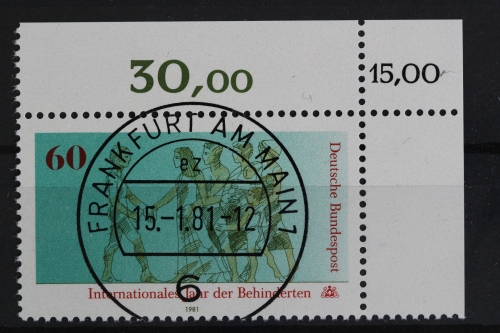 30,00
15,00
60
Deutsche Bundespost
FRANKFURT AM MAIN 1
ez
15.-1.81-12
6
Internationales Jahr der Behinderten
1981